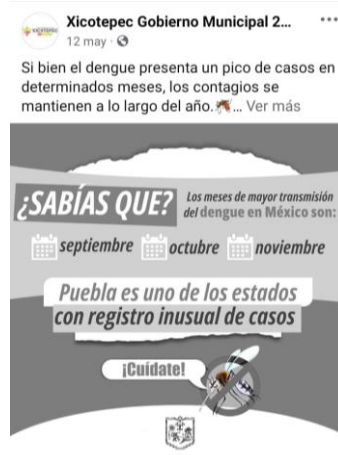 Xicotepec Gobierno Municipal 2...
12 may
Si bien el dengue presenta un pico de casos en
determinados meses, los contagios se
mantienen a lo largo del año. ... Ver más
¿SABÍAS QUE?
Los meses de mayor transmisión
del dengue en México son:
septiembre octubre noviembre
Puebla es uno de los estados
con registro inusual de casos
¡Cuídate!